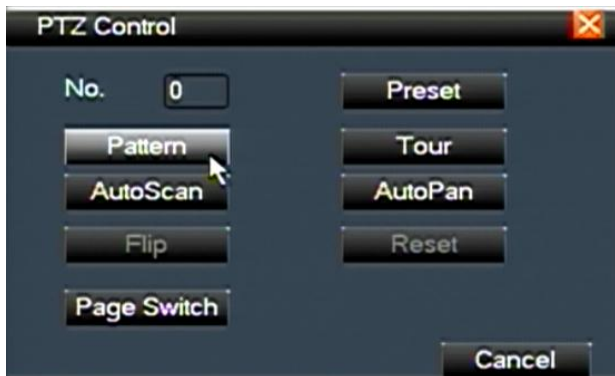 PTZ Control
No. 0 Preset
Pattern Tour
AutoScan AutoPan
Flip Reset
Page Switch
Cancel